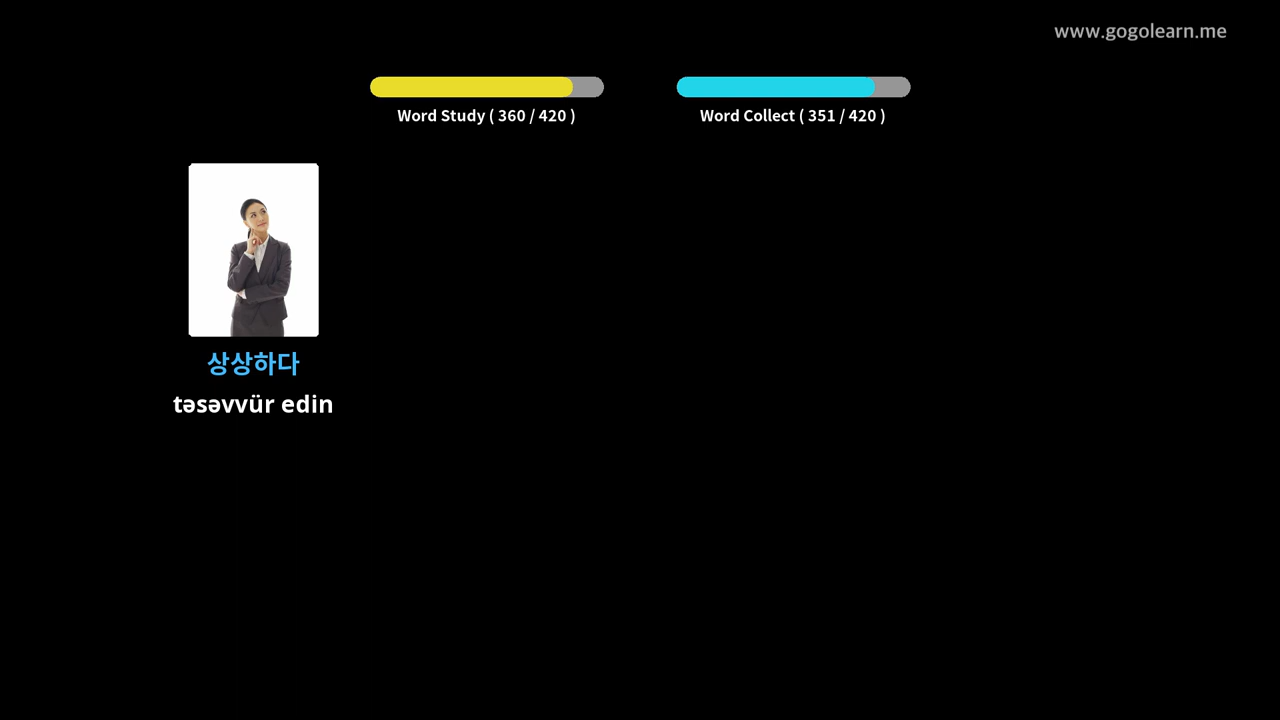 www.gogolearn.me
Word Study ( 360 / 420 )
Word Collect ( 351 / 420 )
상상하다
təsəvvür edin